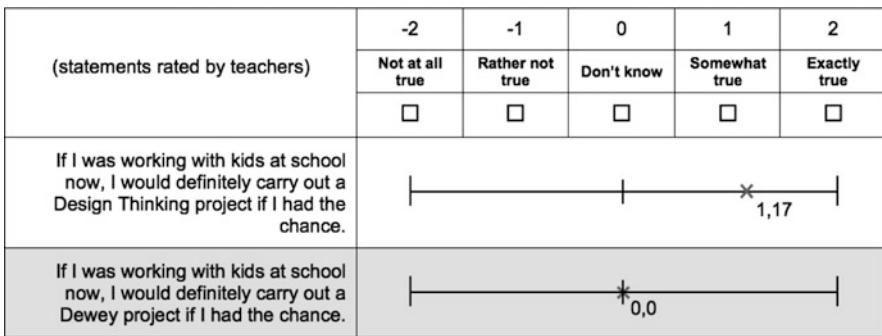 -2 -1 0 1 2
(statements rated by teachers)
Not at all true
Rather not true
Don't know
Somewhat true
Exactly true
If I was working with kids at school
now, I would definitely carry out a
Design Thinking project if I had the
chance.
1,17
If I was working with kids at school
now, I would definitely carry out a
Dewey project if I had the chance.
0,0